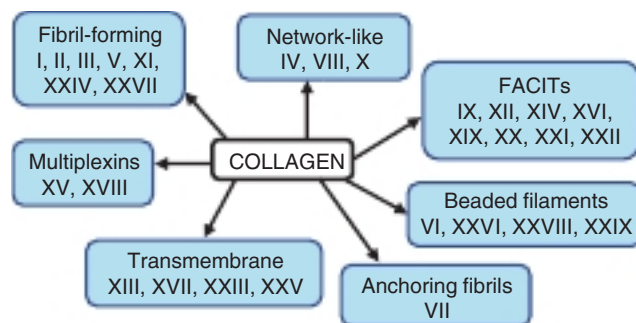 Fibril-forming
I, II, III, V, XI,
XXIV, XXVII
Network-like
IV, VIII, X
FACITs
IX, XII, XIV, XVI,
XIX, XX, XXI, XXII
Multiplexins
XV, XVIII
COLLAGEN
Beaded filaments
VI, XXVI, XXVIII, XXIX
Transmembrane
XIII, XVII, XXIII, XXV
Anchoring fibrils
VII